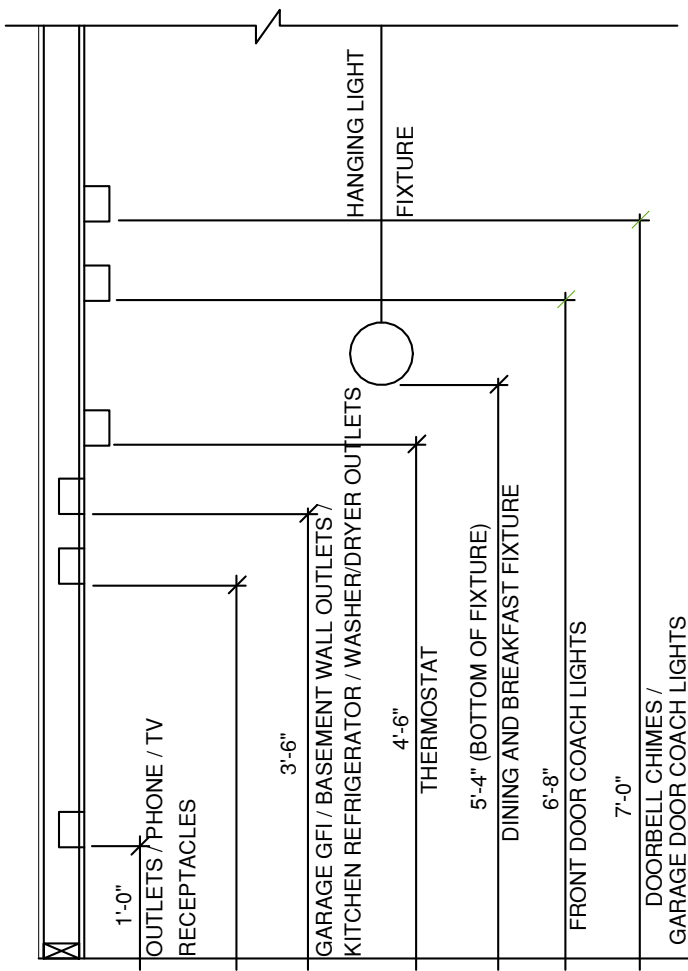 1'-0"
OUTLETS / PHONE / TV
RECEPTACLES
3'-6"
GARAGE GFI / BASEMENT WALL OUTLETS /
KITCHEN REFRIGERATOR / WASHER/DRYER OUTLETS
4'-6"
THERMOSTAT
HANGING LIGHT
FIXTURE
5'-4" (BOTTOM OF FIXTURE)
DINING AND BREAKFAST FIXTURE
6'-8"
FRONT DOOR COACH LIGHTS
7'-0"
DOORBELL CHIMES /
GARAGE DOOR COACH LIGHTS